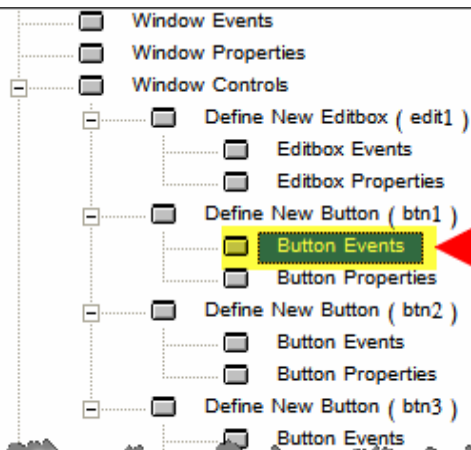 Window Events
Window Properties
Window Controls
Define New Editbox ( edit1 )
Editbox Events
Editbox Properties
Define New Button ( btn1 )
Button Events
Button Properties
Define New Button ( btn2 )
Button Events
Button Properties
Define New Button ( btn3 )
Button Events